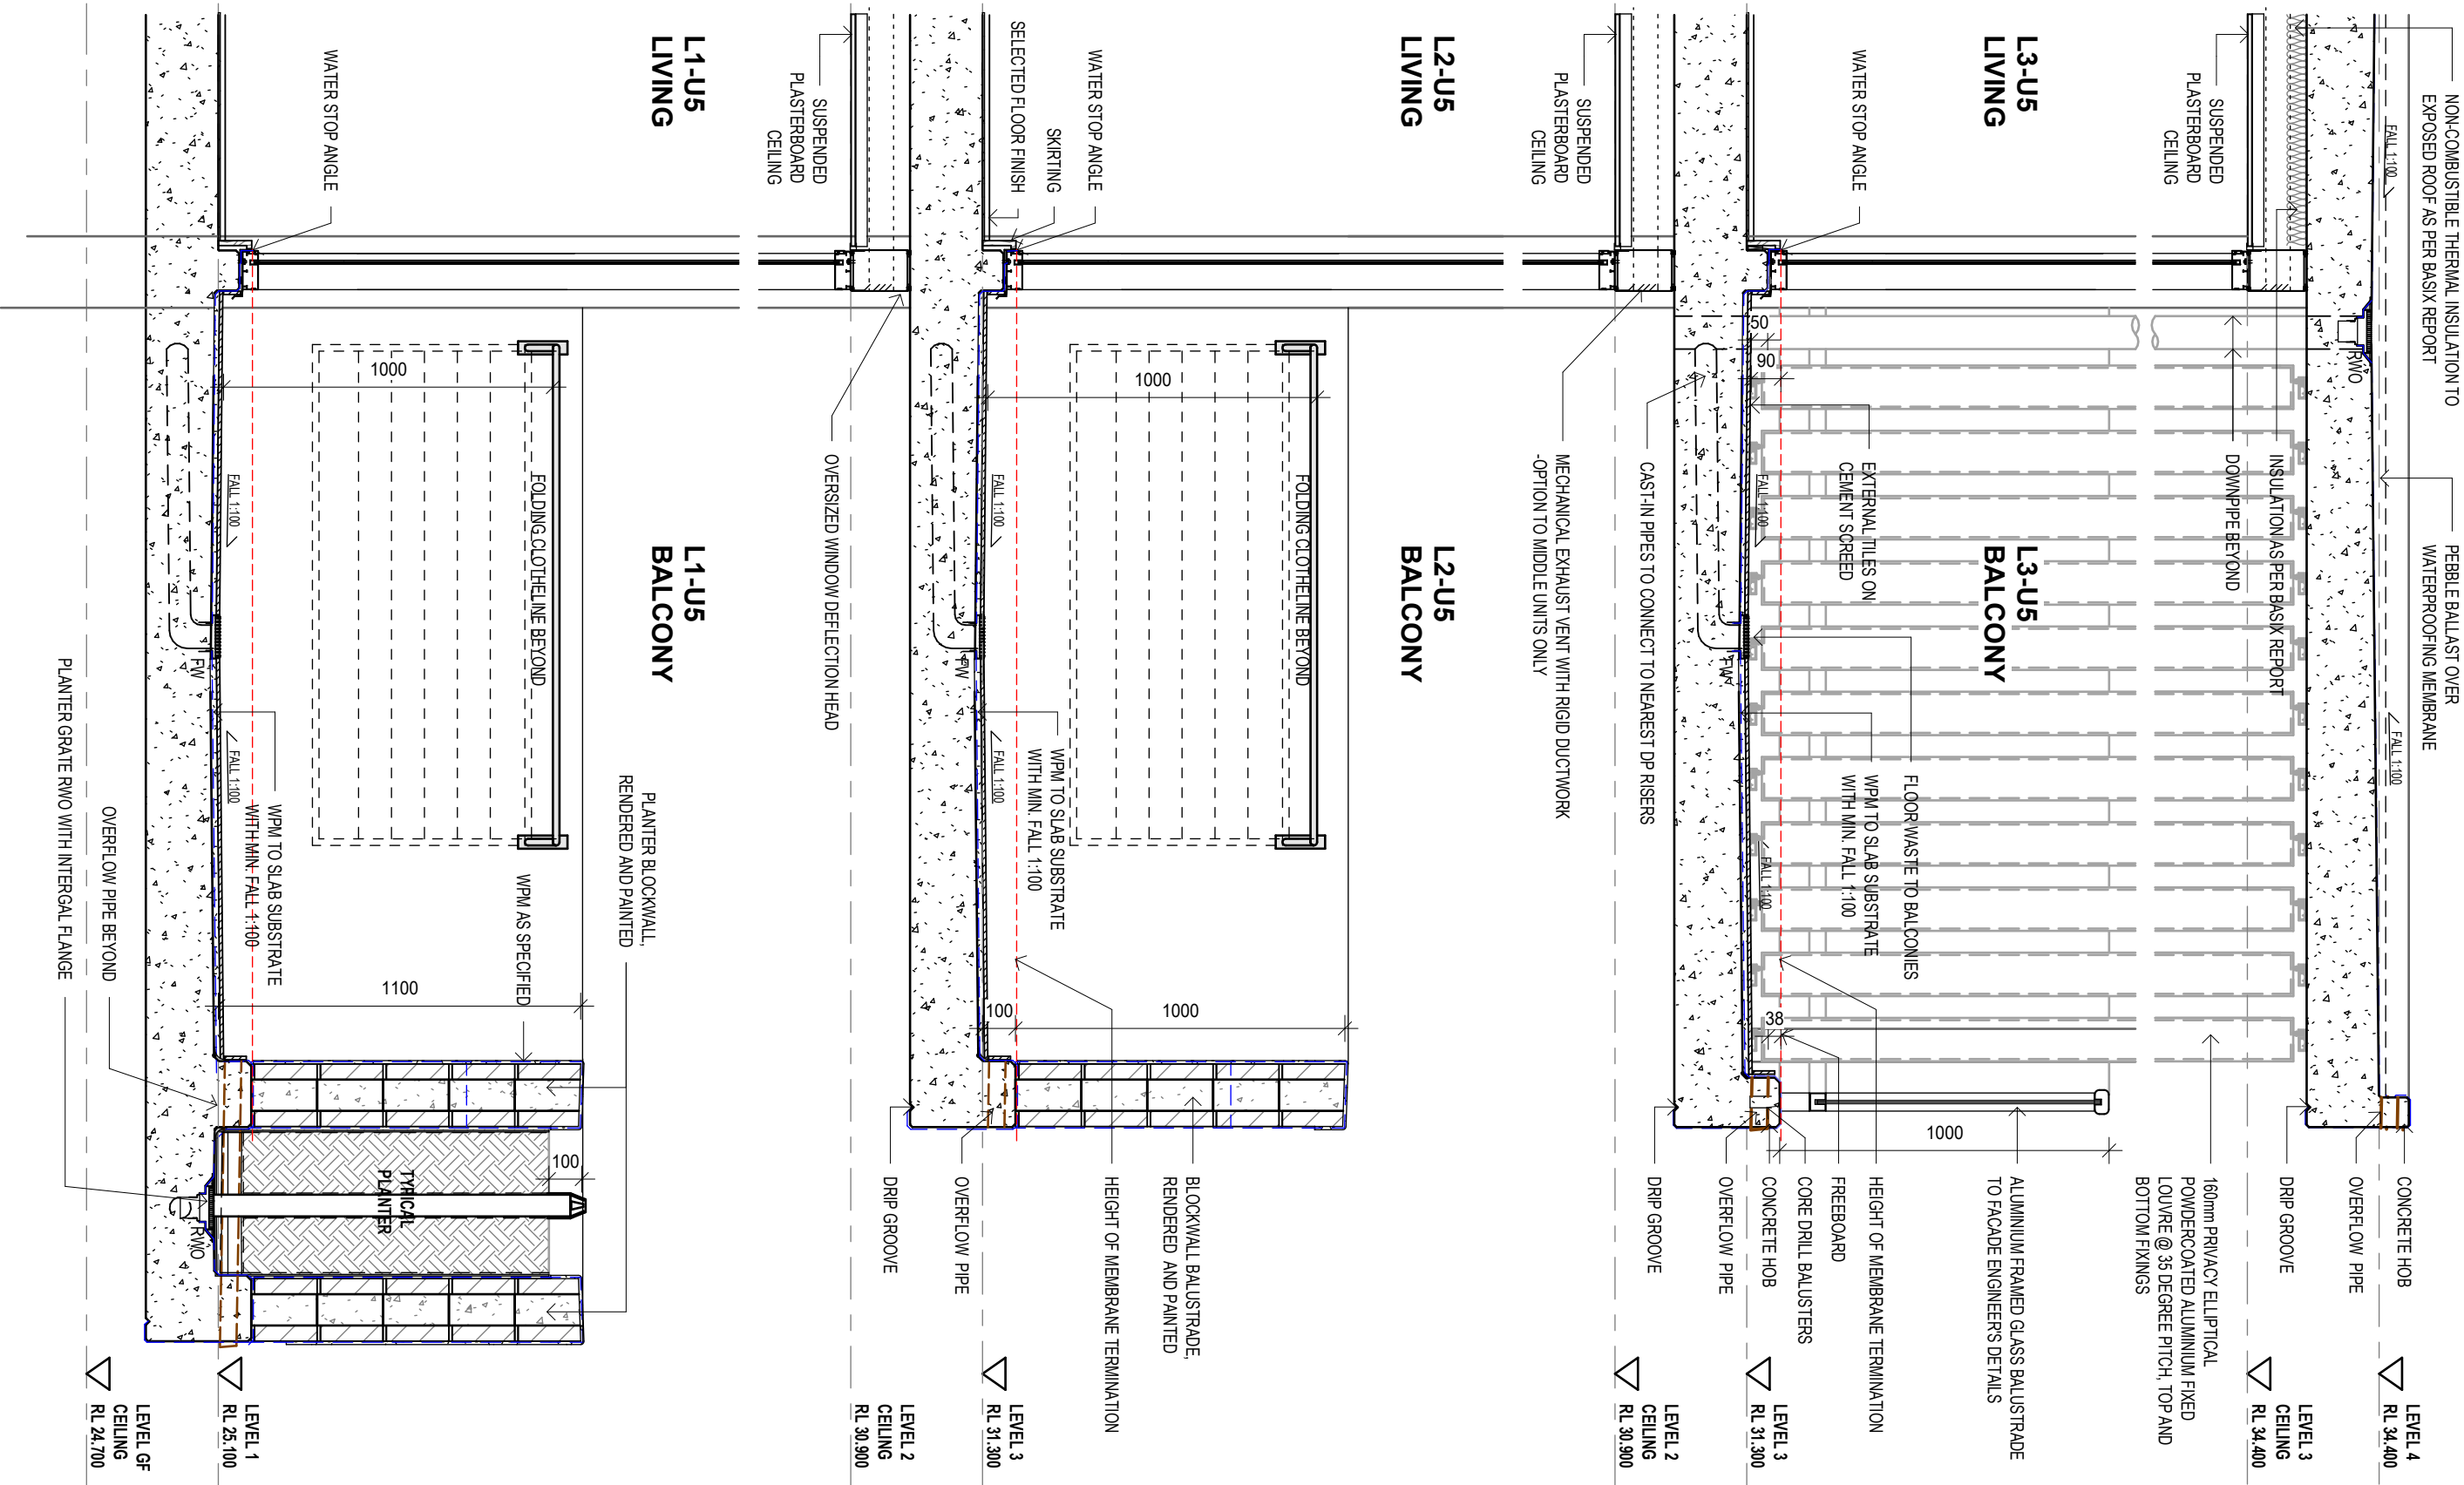 NON-COMBUSTIBLE THERMAL INSULATION TO
EXPOSED ROOF AS PER BASIX REPORT
PEBBLE BALLAST OVER
WATERPROOFING MEMBRANE
FALL 1:100
FALL 1:100
CONCRETE HOB
OVERFLOW PIPE
DRIP GROOVE
RWO
LEVEL 4
RL 34.400
LEVEL 3
CEILING
RL 34.400
SUSPENDED
PLASTERBOARD
CEILING
INSULATION AS PER BASIX REPORT
DOWNPIPE BEYOND
160mm PRIVACY ELLIPTICAL
POWDERCOATED ALUMINIUM FIXED
LOUVRE @ 35 DEGREE PITCH, TOP AND
BOTTOM FIXINGS
L3-U5
LIVING
L3-U5
BALCONY
ALUMINIUM FRAMED GLASS BALUSTRADE
TO FACADE ENGINEER'S DETAILS
1000
WATER STOP ANGLE
EXTERNAL TILES ON
CEMENT SCREED
FLOOR WASTE TO BALCONIES
WPM TO SLAB SUBSTRATE
WITH MIN. FALL 1:100
HEIGHT OF MEMBRANE TERMINATION
FREEBOARD
CORE DRILL BALUSTERS
CONCRETE HOB
OVERFLOW PIPE
DRIP GROOVE
50
90
38
FALL 1:100
FALL 1:100
FW
LEVEL 3
RL 31.300
LEVEL 2
CEILING
RL 30.900
SUSPENDED
PLASTERBOARD
CEILING
CAST-IN PIPES TO CONNECT TO NEAREST DP RISERS
MECHANICAL EXHAUST VENT WITH RIGID DUCTWORK
-OPTION TO MIDDLE UNITS ONLY
L2-U5
LIVING
L2-U5
BALCONY
FOLDING CLOTHELINE BEYOND
1000
1000
100
WATER STOP ANGLE
SKIRTING
SELECTED FLOOR FINISH
WPM TO SLAB SUBSTRATE
WITH MIN. FALL 1:100
BLOCKWALL BALUSTRADE,
RENDERED AND PAINTED
HEIGHT OF MEMBRANE TERMINATION
OVERFLOW PIPE
DRIP GROOVE
FALL 1:100
FALL 1:100
FW
LEVEL 3
RL 31.300
LEVEL 2
CEILING
RL 30.900
SUSPENDED
PLASTERBOARD
CEILING
OVERSIZED WINDOW DEFLECTION HEAD
L1-U5
LIVING
L1-U5
BALCONY
PLANTER BLOCKWALL,
RENDERED AND PAINTED
FOLDING CLOTHELINE BEYOND
WPM AS SPECIFIED
1000
1100
100
TYPICAL
PLANTER
WATER STOP ANGLE
WPM TO SLAB SUBSTRATE
WITH MIN. FALL 1:100
FALL 1:100
FALL 1:100
FW
RWO
OVERFLOW PIPE BEYOND
PLANTER GRATE RWO WITH INTERGAL FLANGE
LEVEL 1
RL 25.100
LEVEL GF
CEILING
RL 24.700